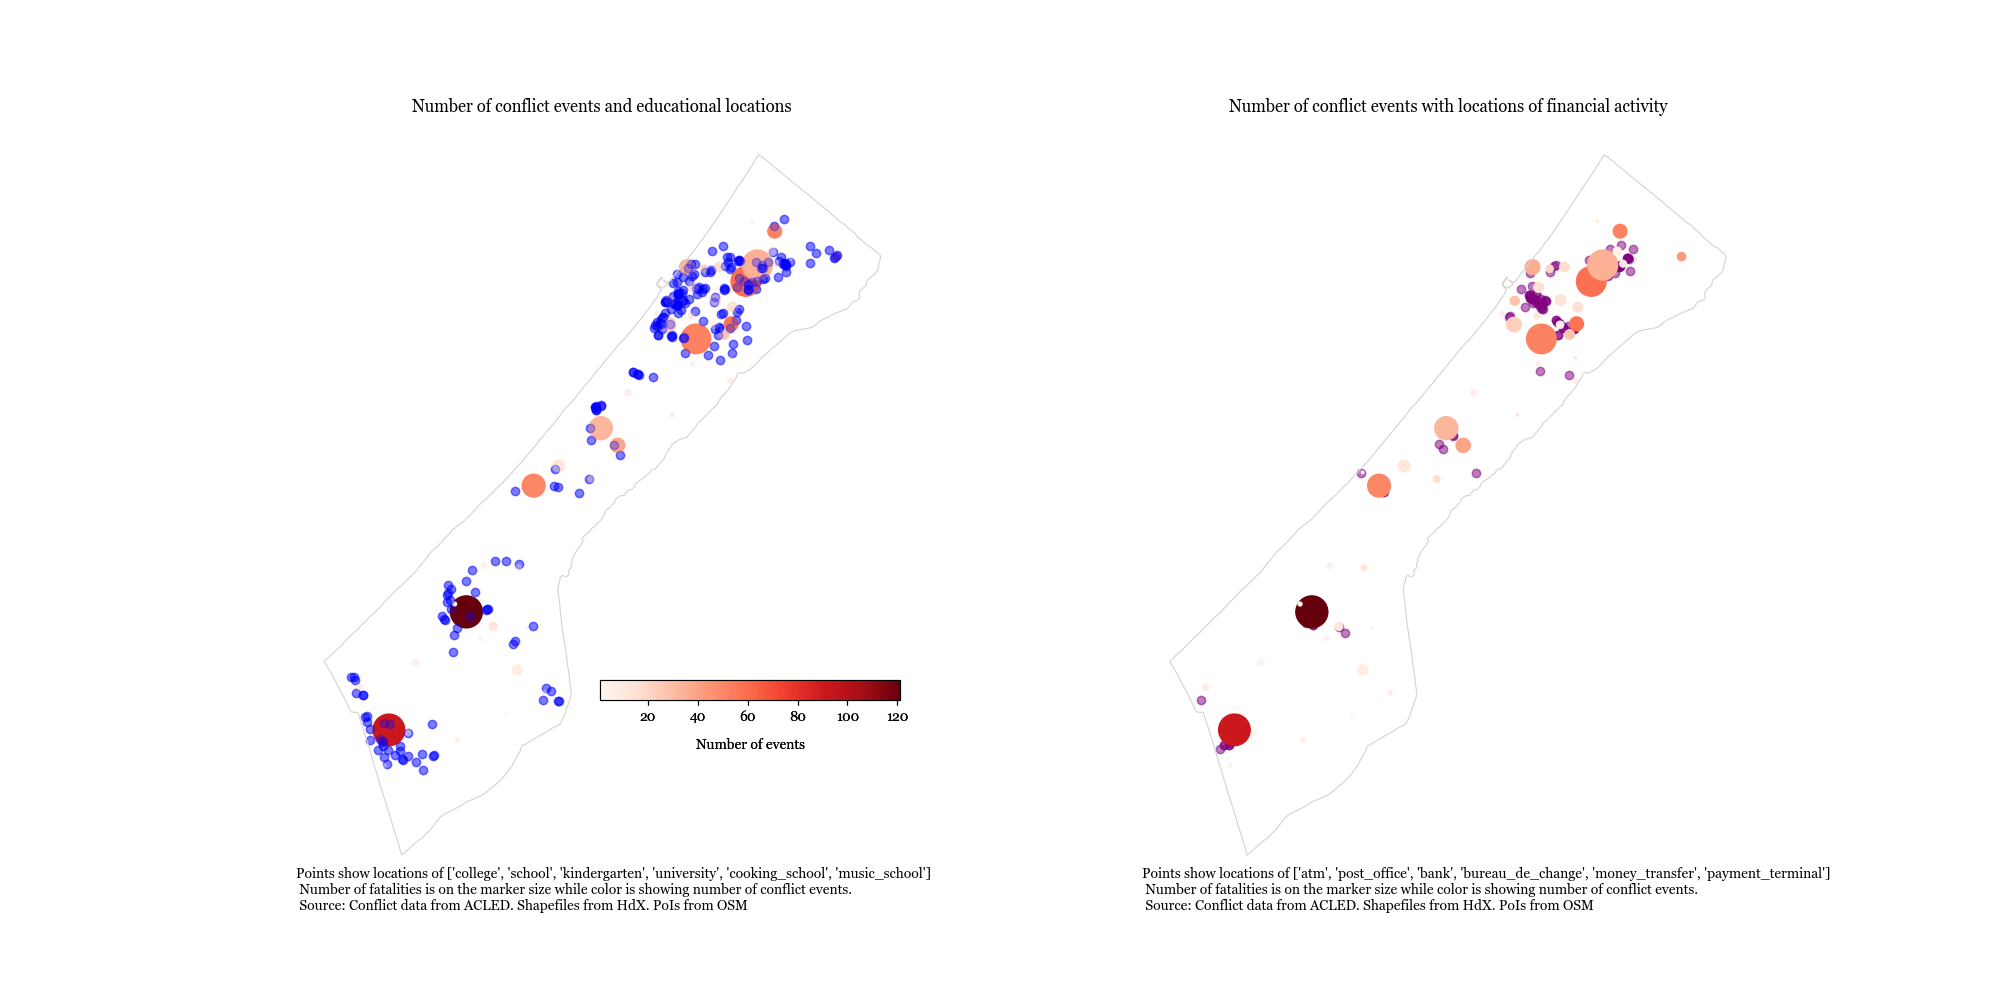 Number of conflict events and educational locations
Number of conflict events with locations of financial activity
20 40 60 80 100 120
Number of events
Points show locations of ['college', 'school', 'kindergarten', 'university', 'cooking_school', 'music_school']
Number of fatalities is on the marker size while color is showing number of conflict events.
Source: Conflict data from ACLED. Shapefiles from HdX. PoIs from OSM
Points show locations of ['atm', 'post_office', 'bank', 'bureau_de_change', 'money_transfer', 'payment_terminal']
Number of fatalities is on the marker size while color is showing number of conflict events.
Source: Conflict data from ACLED. Shapefiles from HdX. PoIs from OSM